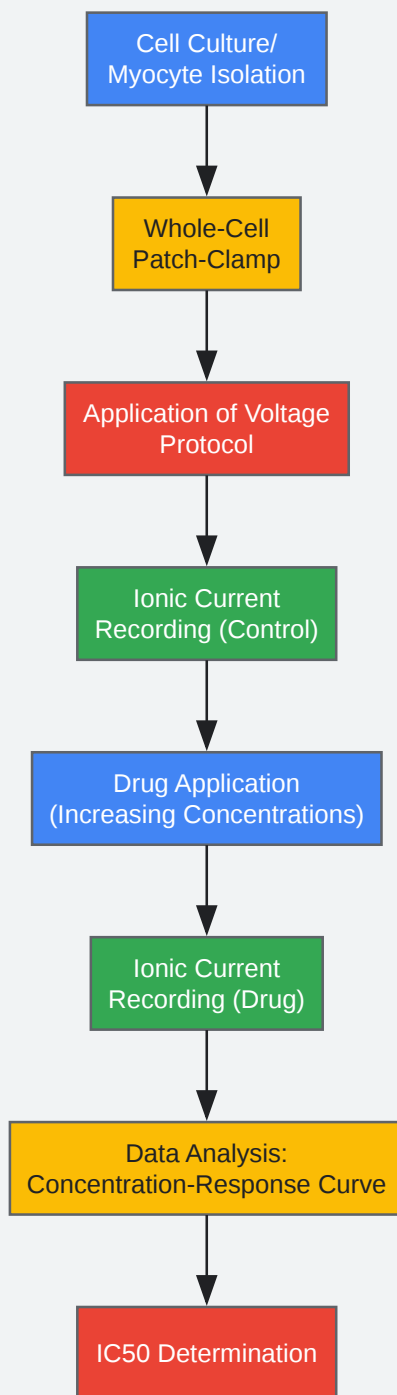 Cell Culture/
Myocyte Isolation
Whole-Cell
Patch-Clamp
Application of Voltage
Protocol
Ionic Current
Recording (Control)
Drug Application
(Increasing Concentrations)
Ionic Current
Recording (Drug)
Data Analysis:
Concentration-Response Curve
IC50 Determination